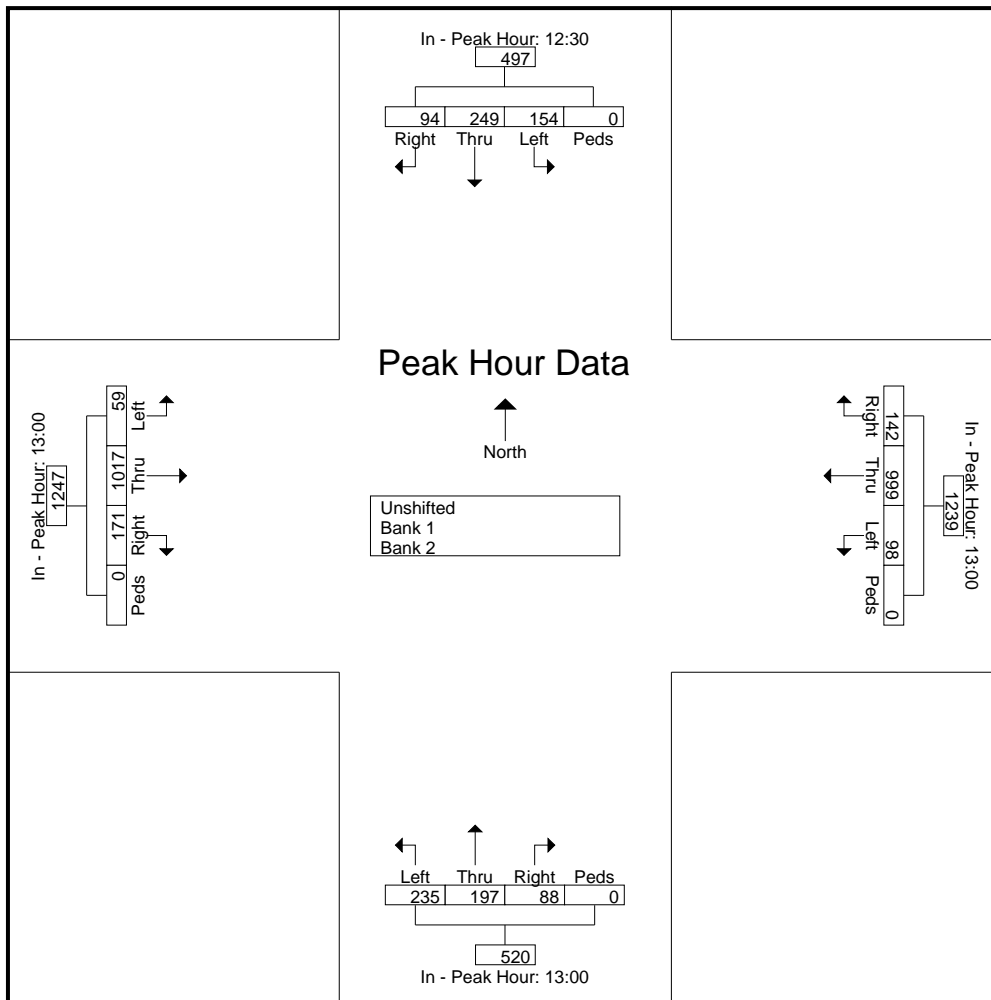 In - Peak Hour: 12:30
497
94 249 154 0
Right Thru Left Peds
Peak Hour Data
North
Unshifted
Bank 1
Bank 2
In - Peak Hour: 13:00
1247
59 1017 171 0
Left Thru Right Peds
In - Peak Hour: 13:00
1239
142 999 98 0
Right Thru Left Peds
Left Thru Right Peds
235 197 88 0
520
In - Peak Hour: 13:00